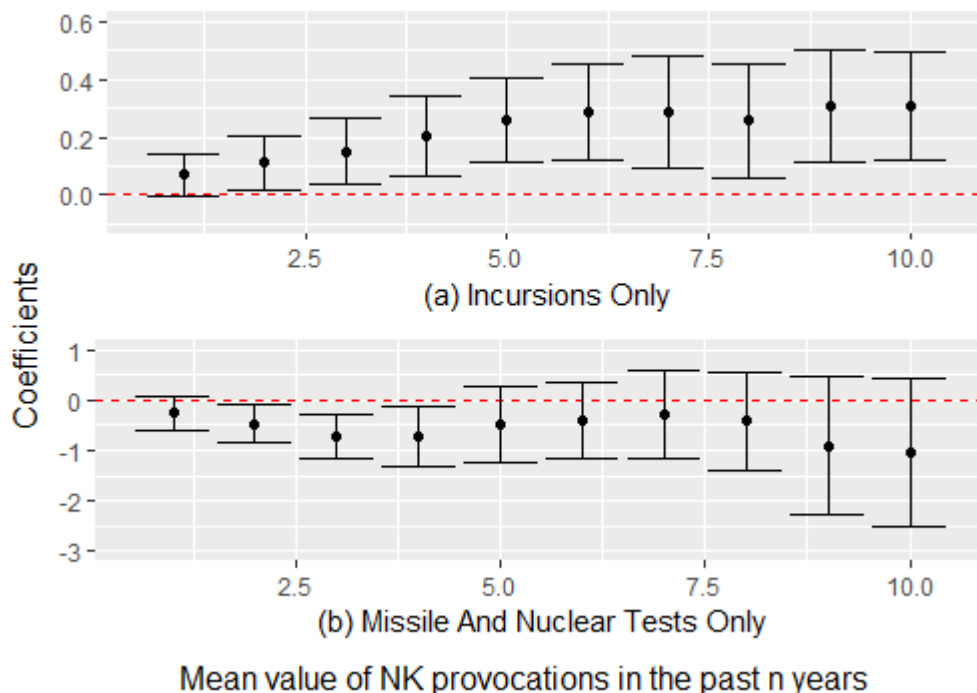 0.6
0.4
0.2
0.0
2.5 5.0 7.5 10.0
(a) Incursions Only
Coefficients
1
0
-1
-2
-3
2.5 5.0 7.5 10.0
(b) Missile And Nuclear Tests Only
Mean value of NK provocations in the past n years